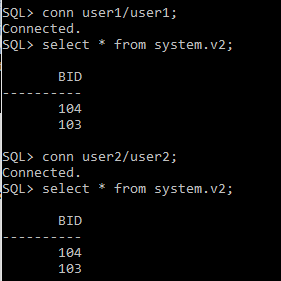 SQL> conn user1/user1;
Connected.
SQL> select * from system.v2;
BID
----------
104
103
SQL> conn user2/user2;
Connected.
SQL> select * from system.v2;
BID
----------
104
103